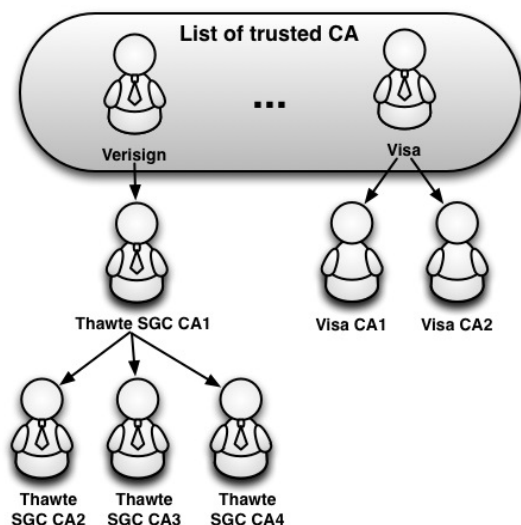 List of trusted CA
...
Verisign
Visa
Thawte SGC CA1
Visa CA1
Visa CA2
Thawte
SGC CA2
Thawte
SGC CA3
Thawte
SGC CA4